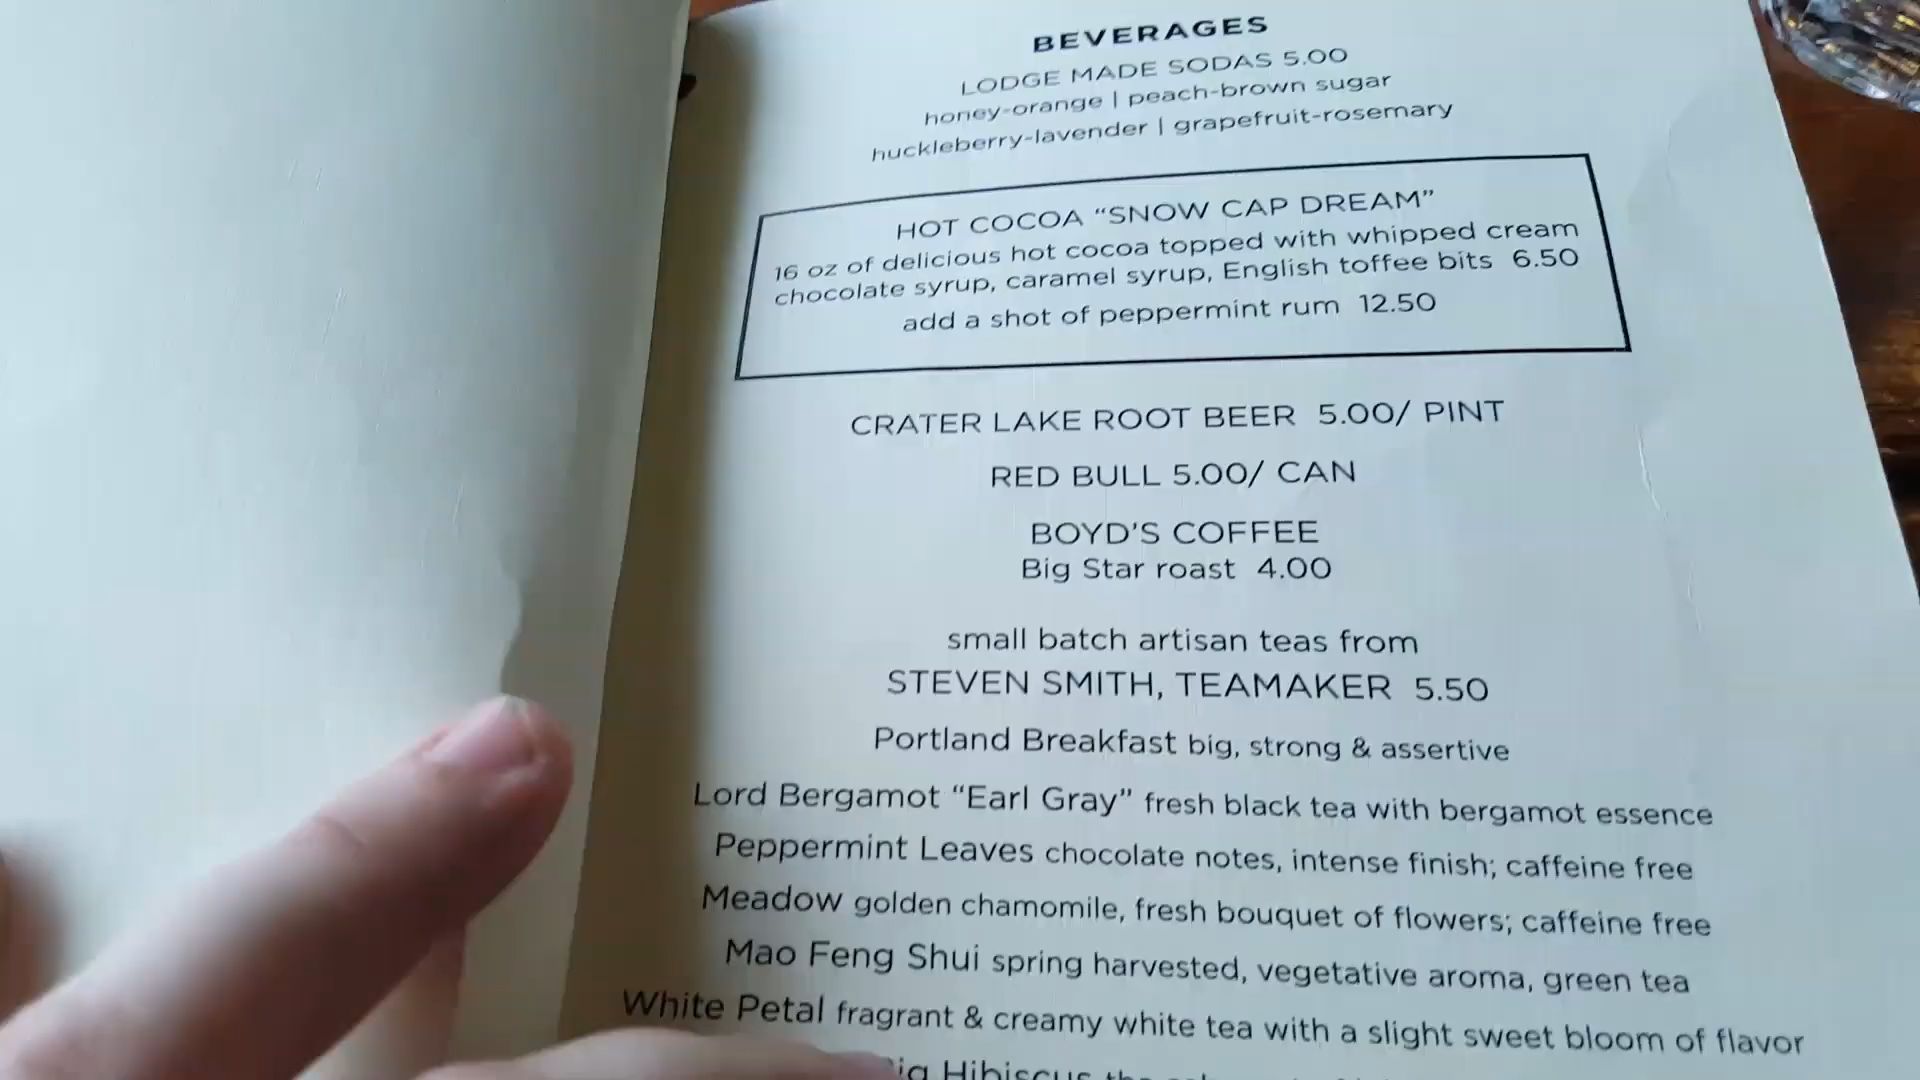 BEVERAGES
LODGE MADE SODAS 5.00
honey-orange | peach-brown sugar
huckleberry-lavender | grapefruit-rosemary
HOT COCOA “SNOW CAP DREAM”
16 oz of delicious hot cocoa topped with whipped cream
chocolate syrup, caramel syrup, English toffee bits 6.50
add a shot of peppermint rum 12.50
CRATER LAKE ROOT BEER 5.00/ PINT
RED BULL 5.00/ CAN
BOYD'S COFFEE
Big Star roast 4.00
small batch artisan teas from
STEVEN SMITH, TEAMAKER 5.50
Portland Breakfast big, strong & assertive
Lord Bergamot “Earl Gray” fresh black tea with bergamot essence
Peppermint Leaves chocolate notes, intense finish; caffeine free
Meadow golden chamomile, fresh bouquet of flowers; caffeine free
Mao Feng Shui spring harvested, vegetative aroma, green tea
White Petal fragrant & creamy white tea with a slight sweet bloom of flavor
Hibiscus